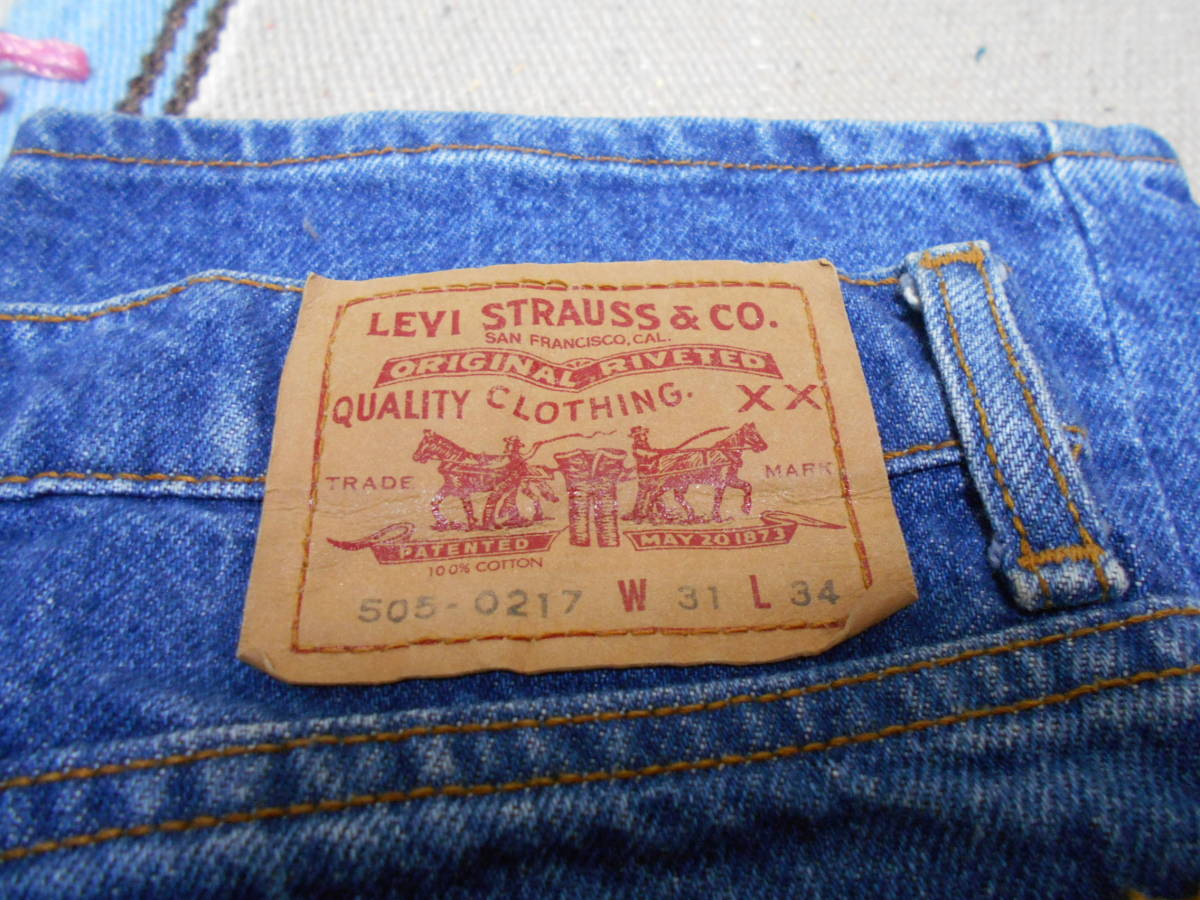 LEVI STRAUSS & CO.
SAN FRANCISCO, CAL.
ORIGINAL RIVETED
QUALITY CLOTHING. XX
TRADE MARK
PATENTED MAY 20 1873
100% COTTON
505-0217 W 31 L 34